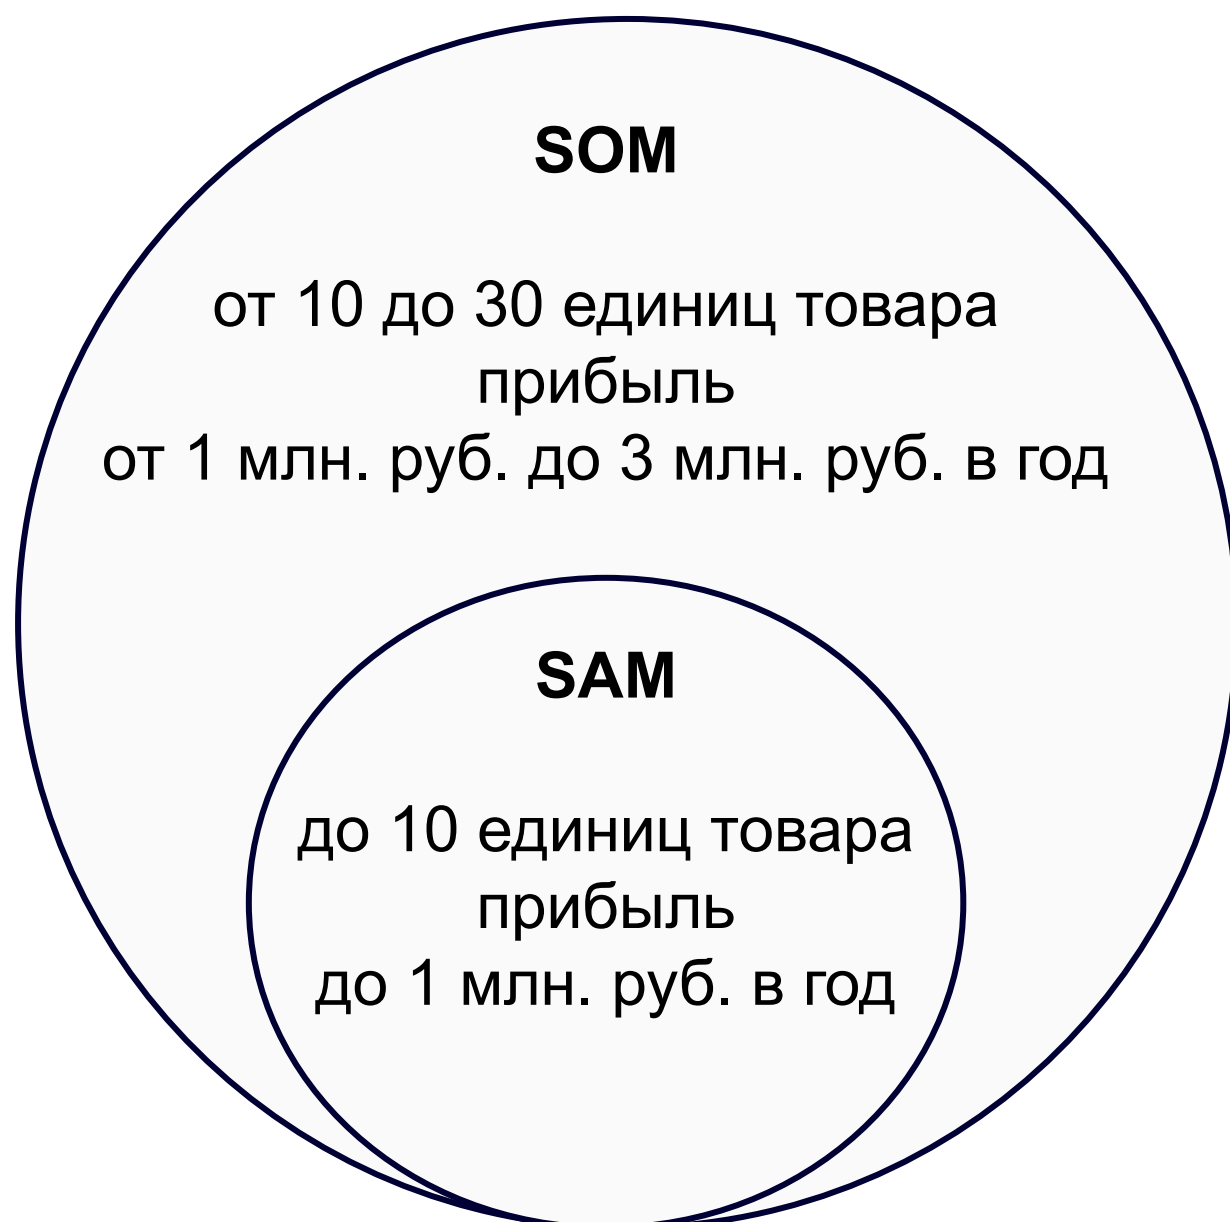 SOM
от 10 до 30 единиц товара
прибыль
от 1 млн. руб. до 3 млн. руб. в год
SAM
до 10 единиц товара
прибыль
до 1 млн. руб. в год